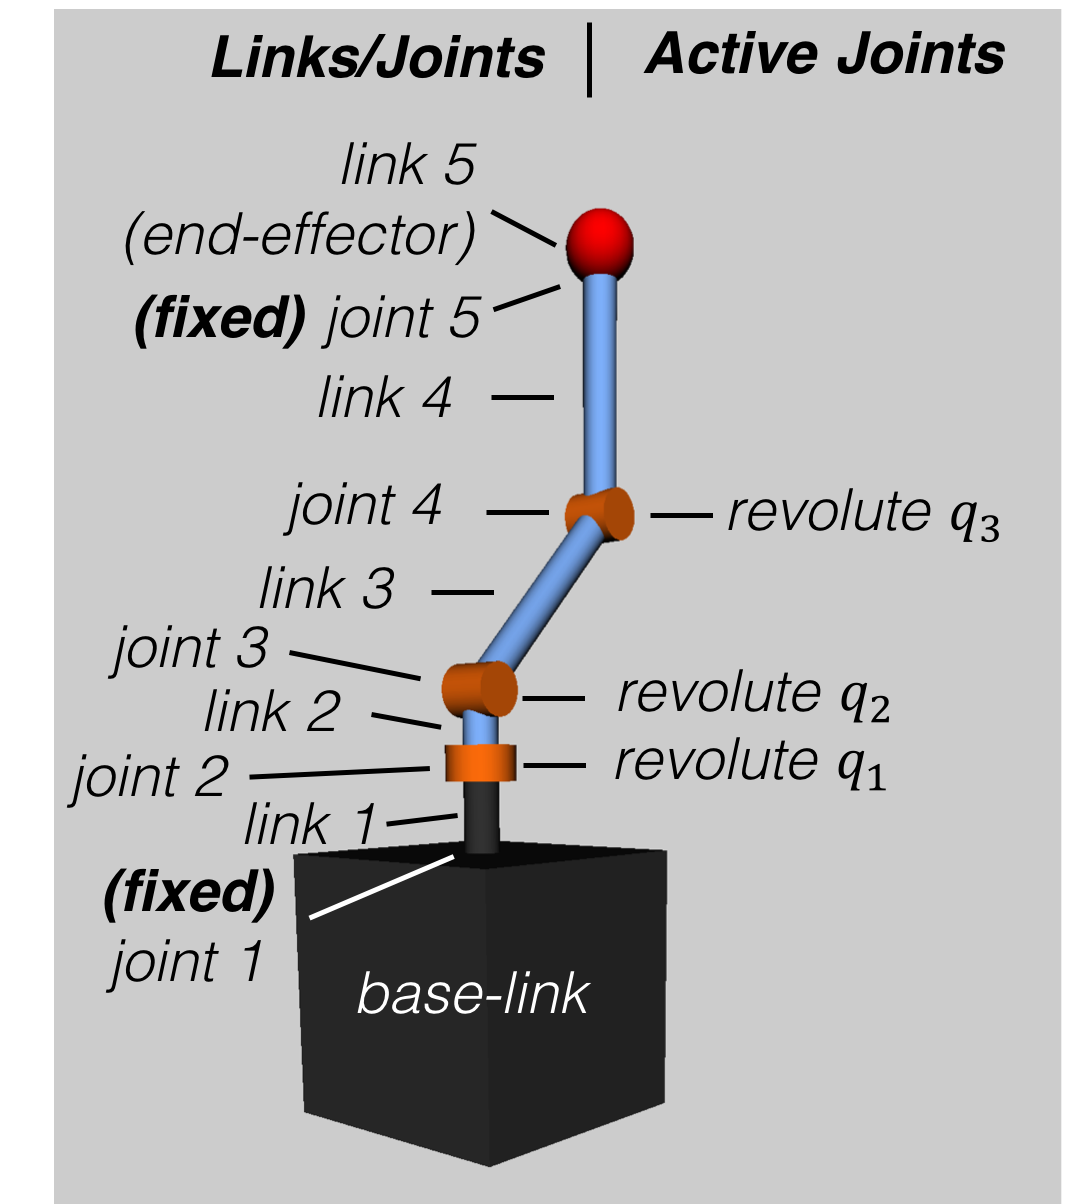 Links/Joints | Active Joints
link 5
(end-effector)
(fixed) joint 5
link 4
joint 4
revolute q₃
link 3
joint 3
link 2
revolute q₂
joint 2
revolute q₁
link 1
(fixed)
joint 1
base-link